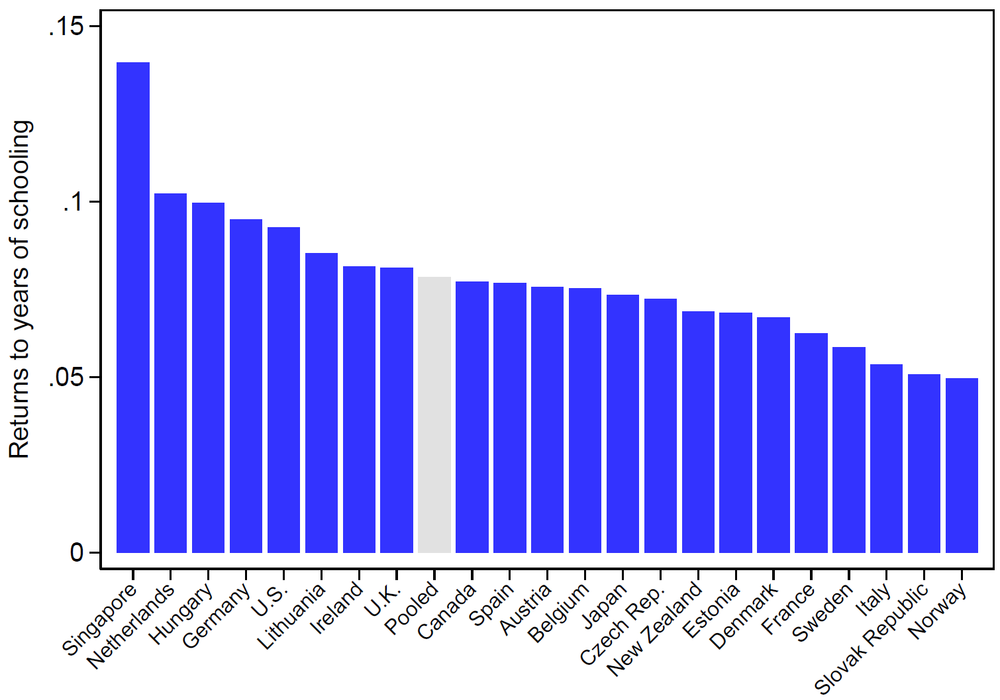 Returns to years of schooling
.15
.1
.05
0
Singapore
Netherlands
Hungary
Germany
U.S.
Lithuania
Ireland
U.K.
Pooled
Canada
Spain
Austria
Belgium
Japan
Czech Rep.
New Zealand
Estonia
Denmark
France
Sweden
Italy
Slovak Republic
Norway